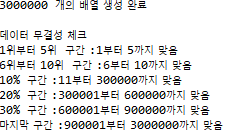 3000000 개의 배열 생성 완료
데이터 무결성 체크
1위부터 5위 구간 :1부터 5까지 맞음
6위부터 10위 구간 :6부터 10까지 맞음
10% 구간 :11부터 300000까지 맞음
20% 구간 :300001부터 600000까지 맞음
30% 구간 :600001부터 900000까지 맞음
마지막 구간 :900001부터 3000000까지 맞음